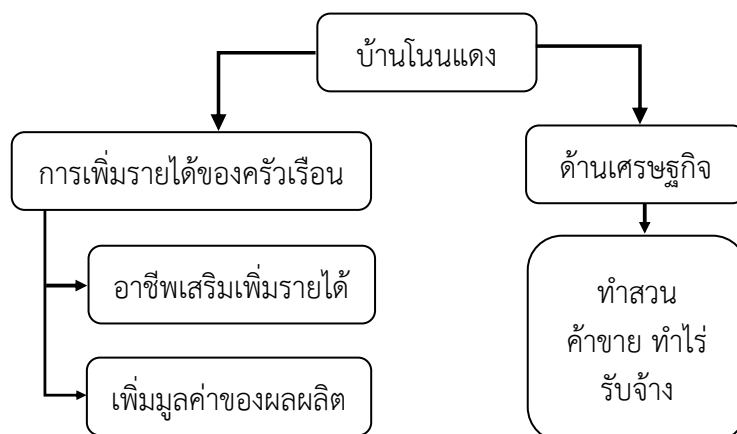 บ้านโนนแดง
การเพิ่มรายได้ของครัวเรือน
ด้านเศรษฐกิจ
อาชีพเสริมเพิ่มรายได้
เพิ่มมูลค่าของผลผลิต
ทำสวน
ค้าขาย ทำไร่
รับจ้าง